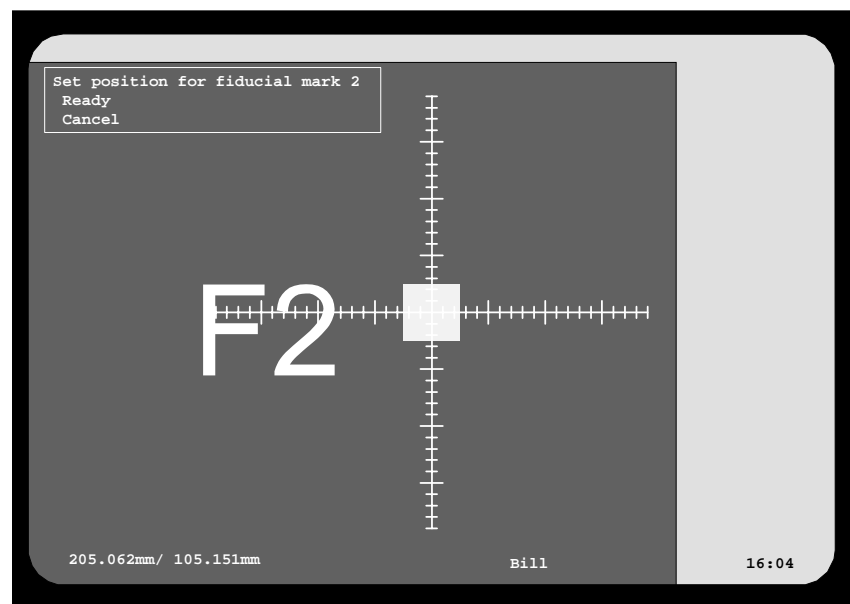 Set position for fiducial mark 2
Ready
Cancel
F2
205.062mm/ 105.151mm
Bill
16:04